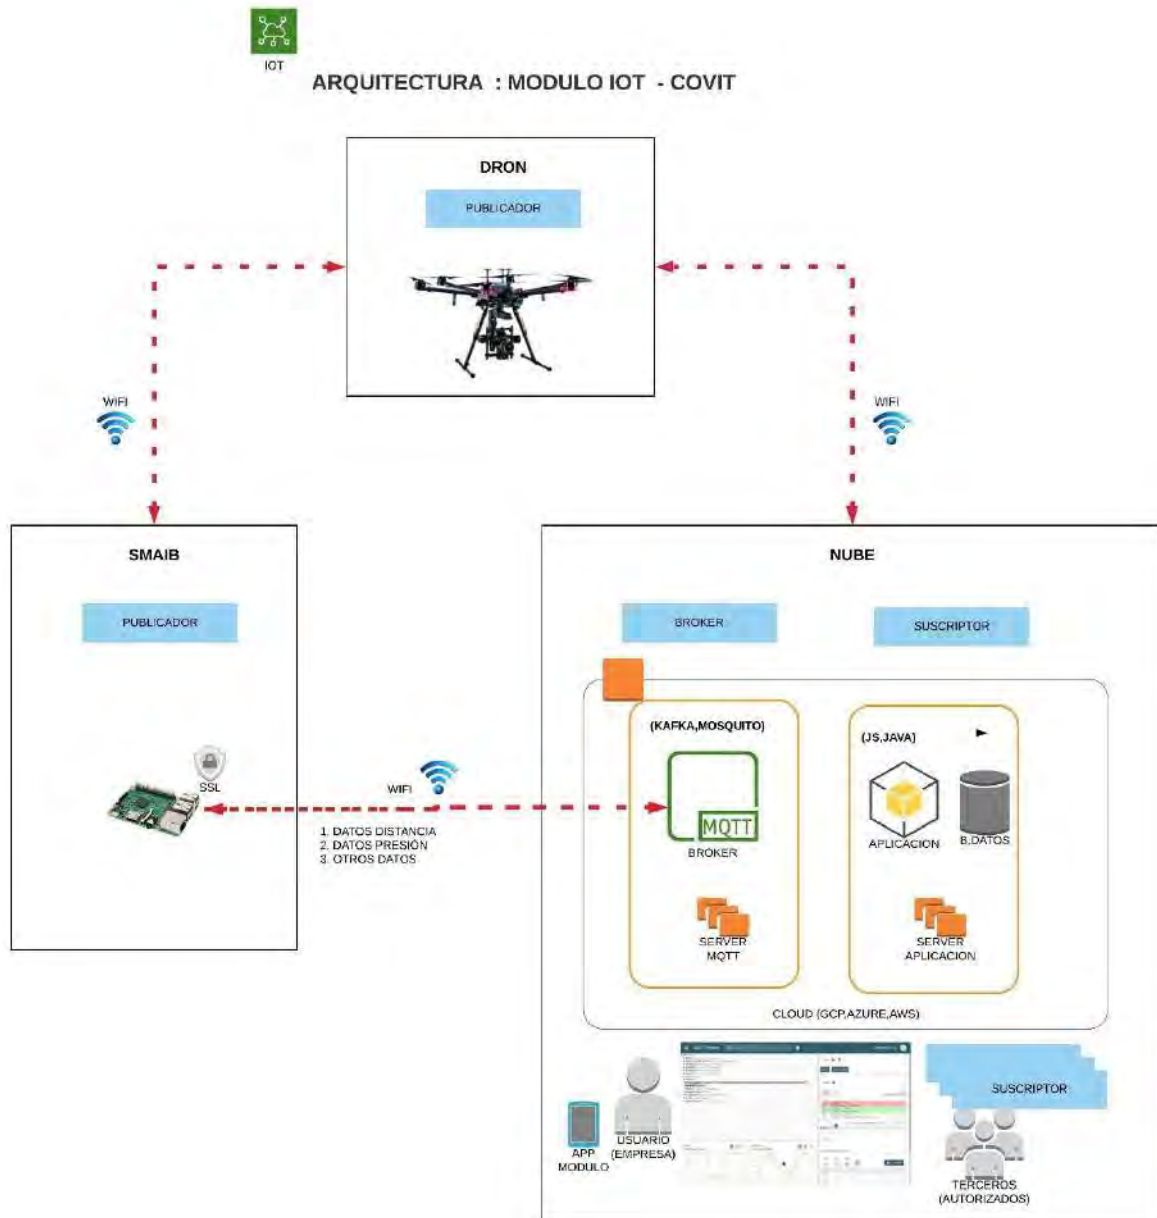 IOT
ARQUITECTURA : MODULO IOT - COVIT
DRON
PUBLICADOR
WIFI
WIFI
SMAIB
PUBLICADOR
SSL
WIFI
1. DATOS DISTANCIA
2. DATOS PRESIÓN
3. OTROS DATOS
NUBE
BROKER
SUSCRIPTOR
(KAFKA,MOSQUITO)
MQTT
BROKER
SERVER
MQTT
(JS,JAVA)
APLICACION
B.DATOS
SERVER
APLICACION
CLOUD (GCP,AZURE,AWS)
APP
MODULO
USUARIO
(EMPRESA)
SUSCRIPTOR
TERCEROS
(AUTORIZADOS)